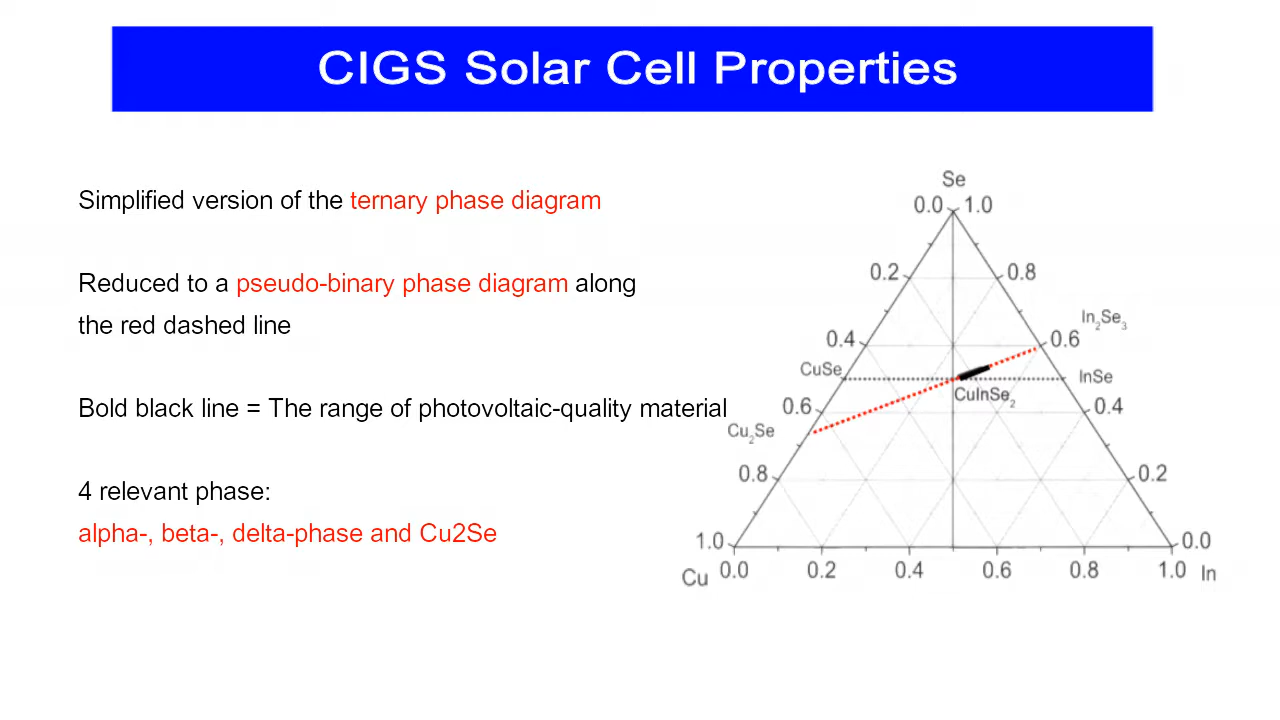 CIGS Solar Cell Properties
Simplified version of the ternary phase diagram
Reduced to a pseudo-binary phase diagram along
the red dashed line
Bold black line = The range of photovoltaic-quality material
4 relevant phase:
alpha-, beta-, delta-phase and Cu2Se
Se
0.0 1.0
0.2 0.8
In₂Se₃
0.4 0.6
CuSe InSe
CuInSe₂
0.6 0.4
Cu₂Se
0.8 0.2
1.0 0.0
Cu 0.0 0.2 0.4 0.6 0.8 1.0 In